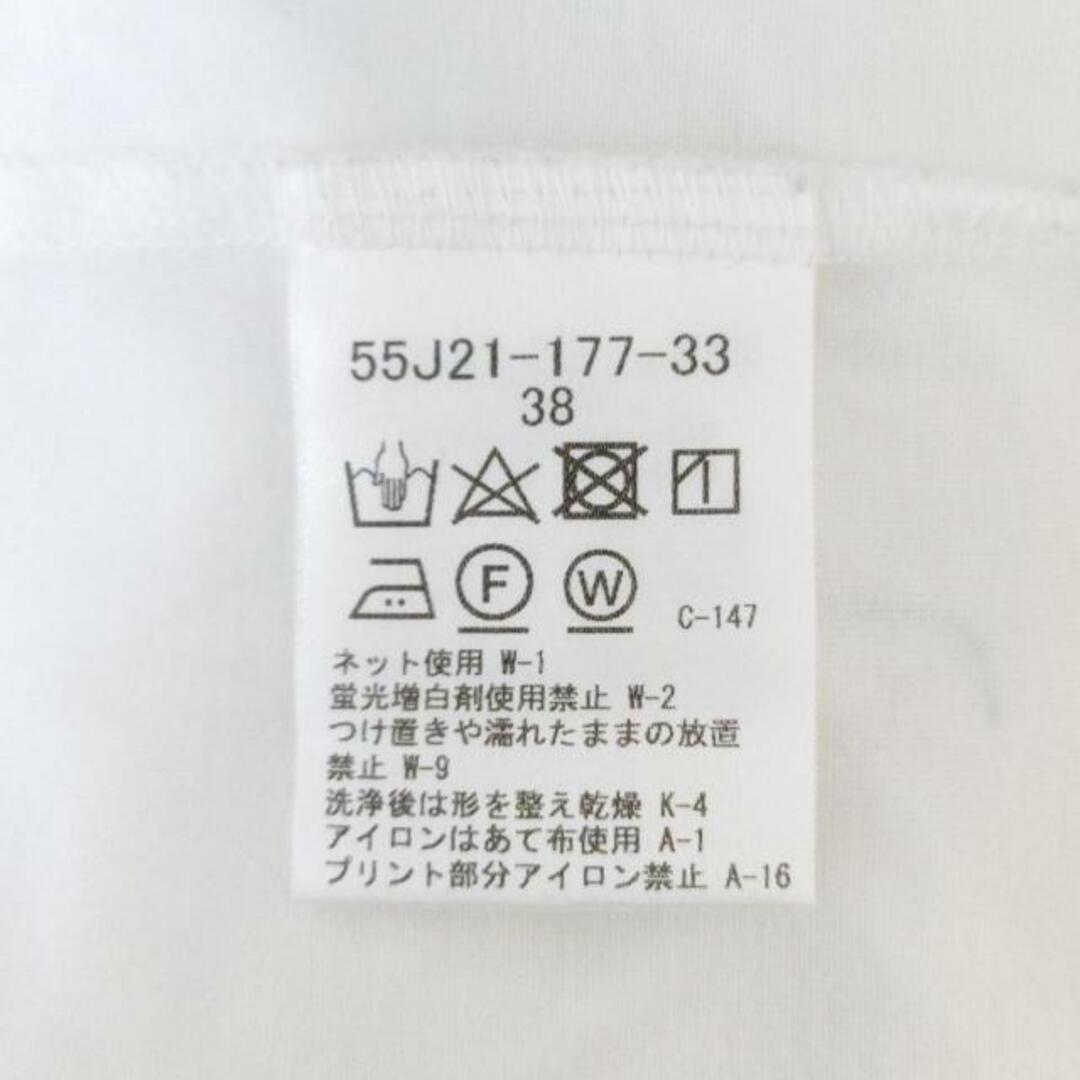 55J21-177-33
38
F W C-147
ネット使用 W-1
蛍光増白剤使用禁止 W-2
つけ置きや濡れたままの放置
禁止 W-9
洗浄後は形を整え乾燥 K-4
アイロンはあて布使用 A-1
プリント部分アイロン禁止 A-16